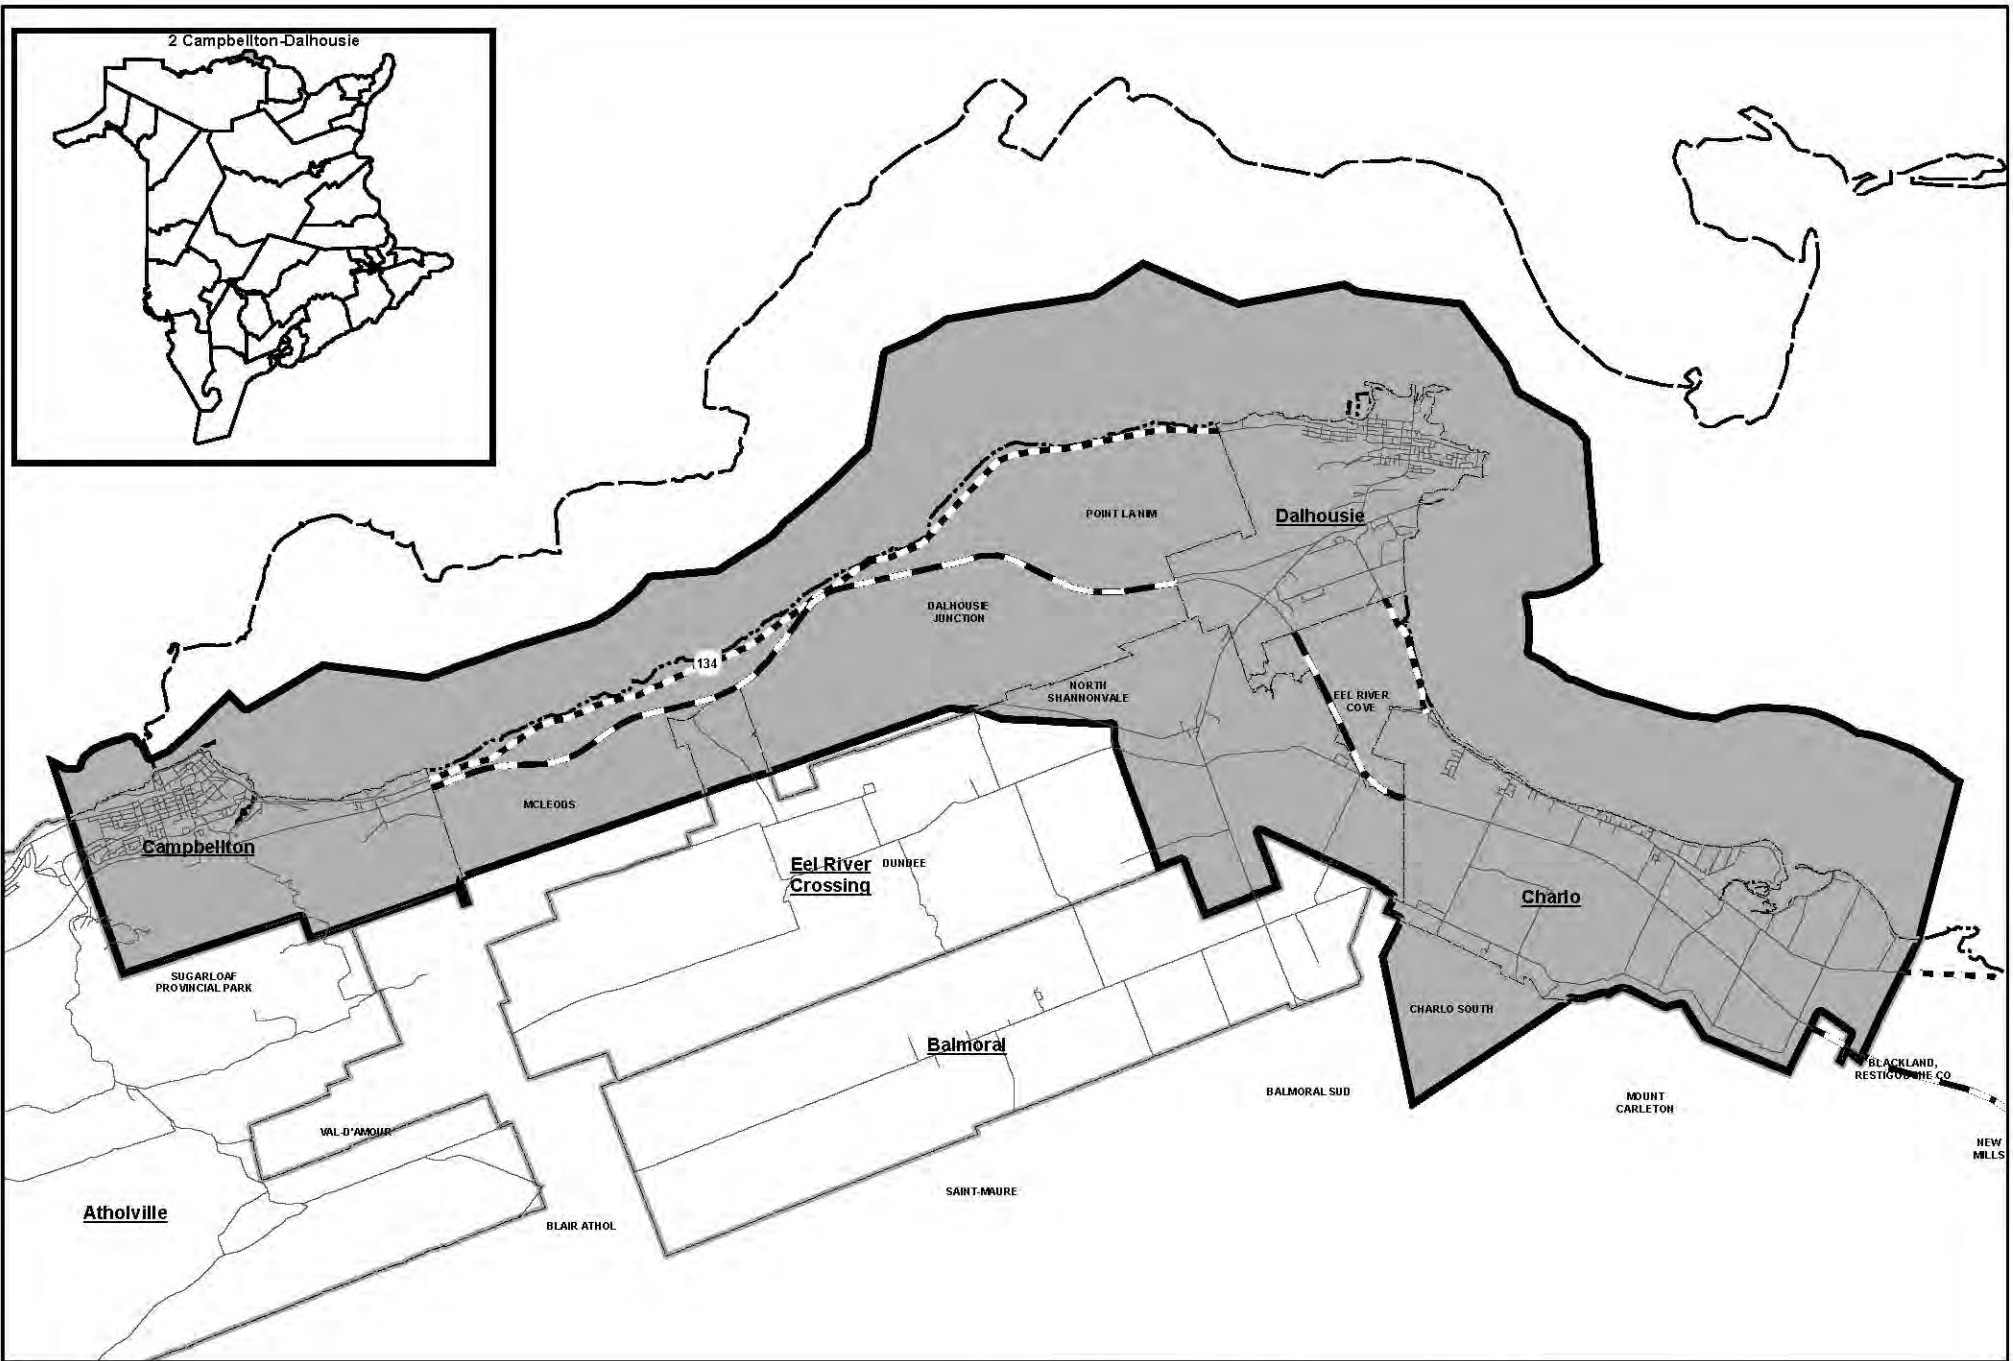 2 Campbellton-Dalhousie
POINT LA NIM
Dalhousie
DALHOUSIE
JUNCTION
134
NORTH
SHANNONVALE
EEL RIVER
COVE
MCLEODS
Campbellton
Eel River
Crossing
DUNDEE
Charlo
SUGARLOAF
PROVINCIAL PARK
CHARLO SOUTH
Balmoral
BLACKLAND,
RESTIGOUCHE CO
BALMORAL SUD
MOUNT
CARLETON
VAL-D'AMOUR
NEW
MILLS
SAINT-MAURE
Atholville
BLAIR ATHOL